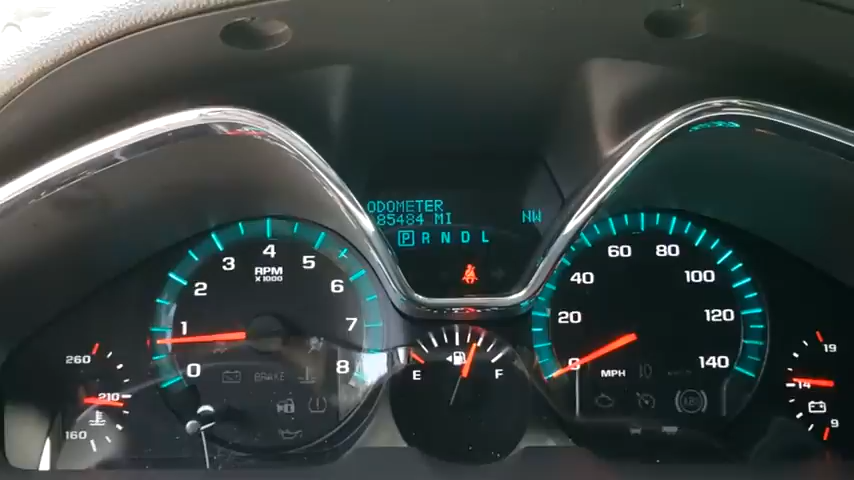 ODOMETER
85484 MI
NW
P R N D L
0 1 2 3 4 5 6 7 8
RPM
X 1000
BRAKE
260
210
160
E F
0 20 40 60 80 100 120 140
MPH
19
14
9